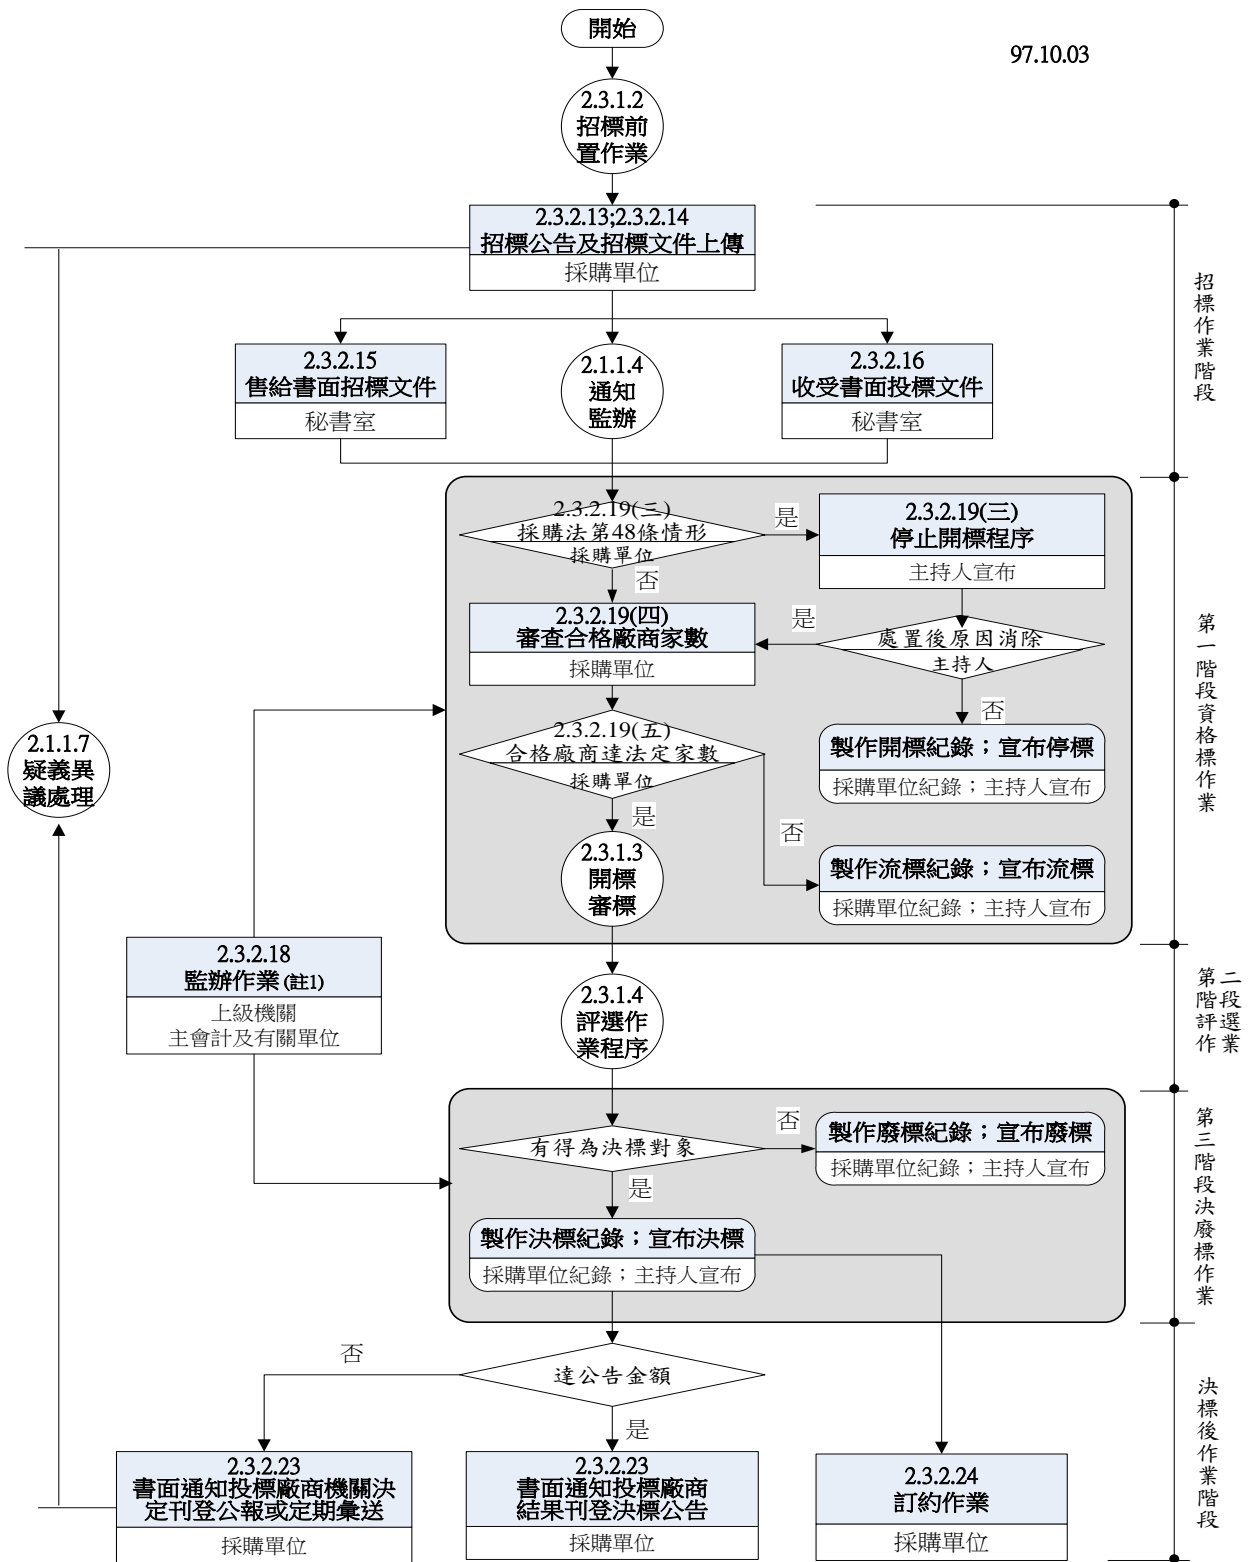 開始
97.10.03
2.3.1.2
招標前
置作業
2.3.2.13;2.3.2.14
招標公告及招標文件上傳
採購單位
招標作業階段
2.3.2.15
售給書面招標文件
秘書室
2.1.1.4
通知
監辦
2.3.2.16
收受書面投標文件
秘書室
2.3.2.19(三)
採購法第48條情形
採購單位
是
否
2.3.2.19(三)
停止開標程序
主持人宣布
2.3.2.19(四)
審查合格廠商家數
採購單位
是
處置後原因消除
主持人
否
第一階段資格標作業
2.3.2.19(五)
合格廠商達法定家數
採購單位
是
否
製作開標紀錄；宣布停標
採購單位紀錄；主持人宣布
2.1.1.7
疑義異
議處理
2.3.1.3
開標
審標
製作流標紀錄；宣布流標
採購單位紀錄；主持人宣布
2.3.2.18
監辦作業(註1)
上級機關
主會計及有關單位
2.3.1.4
評選作
業程序
第二
階段
評選
作業
有得為決標對象
否
是
製作廢標紀錄；宣布廢標
採購單位紀錄；主持人宣布
第三階段決廢標作業
製作決標紀錄；宣布決標
採購單位紀錄；主持人宣布
達公告金額
否
是
決標後作業階段
2.3.2.23
書面通知投標廠商機關決
定刊登公報或定期彙送
採購單位
2.3.2.23
書面通知投標廠商
結果刊登決標公告
採購單位
2.3.2.24
訂約作業
採購單位